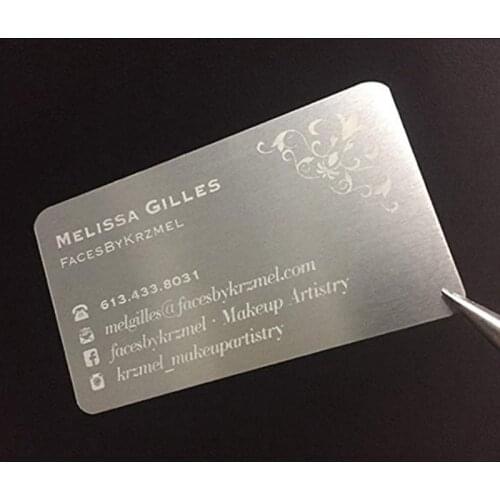 MELISSA GILLES
FACESBYKRZMEL
613.433.8031
melgilles@facesbykrzmel.com
facesbykrzmel · Makeup Artistry
krzmel_makeupartistry